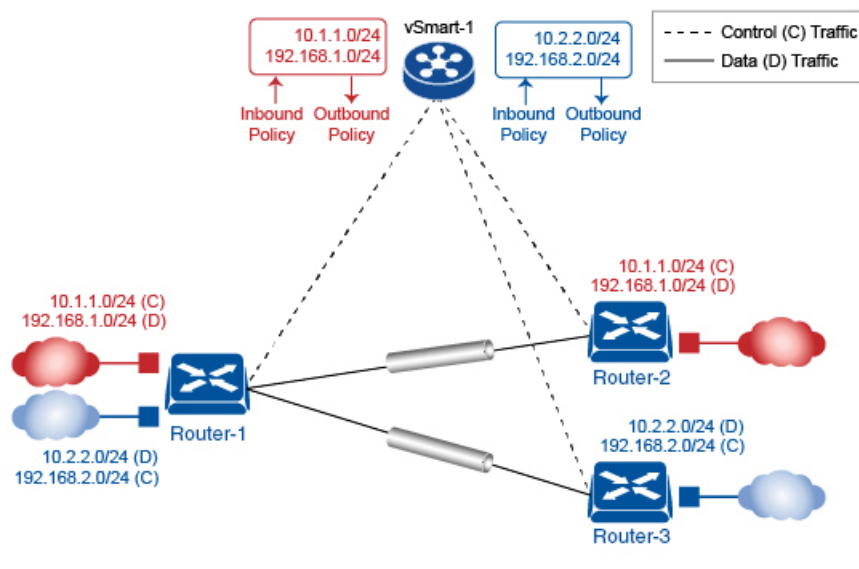 vSmart-1
10.1.1.0/24
192.168.1.0/24
Inbound Policy
Outbound Policy
10.2.2.0/24
192.168.2.0/24
Inbound Policy
Outbound Policy
Control (C) Traffic
Data (D) Traffic
10.1.1.0/24 (C)
192.168.1.0/24 (D)
Router-1
10.2.2.0/24 (D)
192.168.2.0/24 (C)
10.1.1.0/24 (C)
192.168.1.0/24 (D)
Router-2
10.2.2.0/24 (D)
192.168.2.0/24 (C)
Router-3